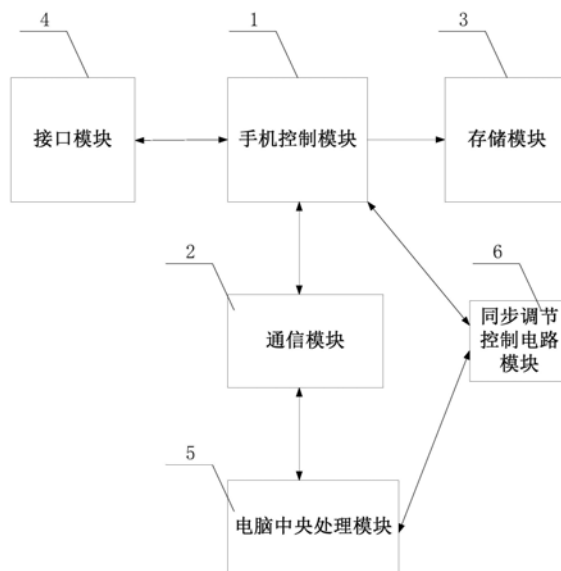 4
1
3
接口模块
手机控制模块
存储模块
2
6
通信模块
同步调节
控制电路
模块
5
电脑中央处理模块